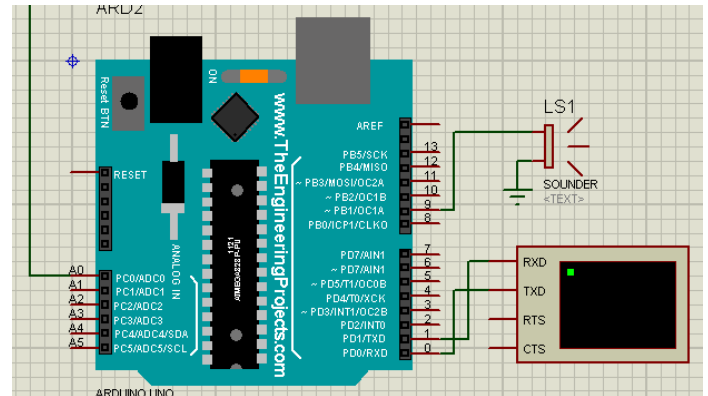 ARD2
Reset BTN
ON
www.TheEngineeringProjects.com
RESET
ANALOG IN
1121
A0 PC0/ADC0
A1 PC1/ADC1
A2 PC2/ADC2
A3 PC3/ADC3
A4 PC4/ADC4/SDA
A5 PC5/ADC5/SCL
AREF
PB5/SCK 13
PB4/MISO 12
~ PB3/MOSI/OC2A 11
~ PB2/OC1B 10
~ PB1/OC1A 9
PB0/ICP1/CLKO 8
PD7/AIN1 7
~ PD7/AIN1 6
~ PD5/T1/OC0B 5
PD4/T0/XCK 4
~ PD3/INT1/OC2B 3
PD2/INT0 2
PD1/TXD 1
PD0/RXD 0
LS1
SOUNDER
<TEXT>
RXD
TXD
RTS
CTS
ARDUINO UNO